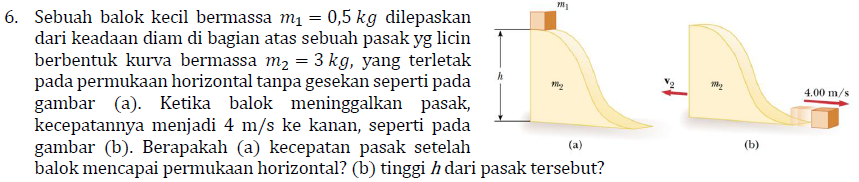 6. Sebuah balok kecil bermassa m₁ = 0,5 kg dilepaskan
dari keadaan diam di bagian atas sebuah pasak yg licin
berbentuk kurva bermassa m₂ = 3 kg, yang terletak
pada permukaan horizontal tanpa gesekan seperti pada
gambar (a). Ketika balok meninggalkan pasak,
kecepatannya menjadi 4 m/s ke kanan, seperti pada
gambar (b). Berapakah (a) kecepatan pasak setelah
balok mencapai permukaan horizontal? (b) tinggi h dari pasak tersebut?
m₁
h
m₂
(a)
v₂
m₂
4.00 m/s
(b)